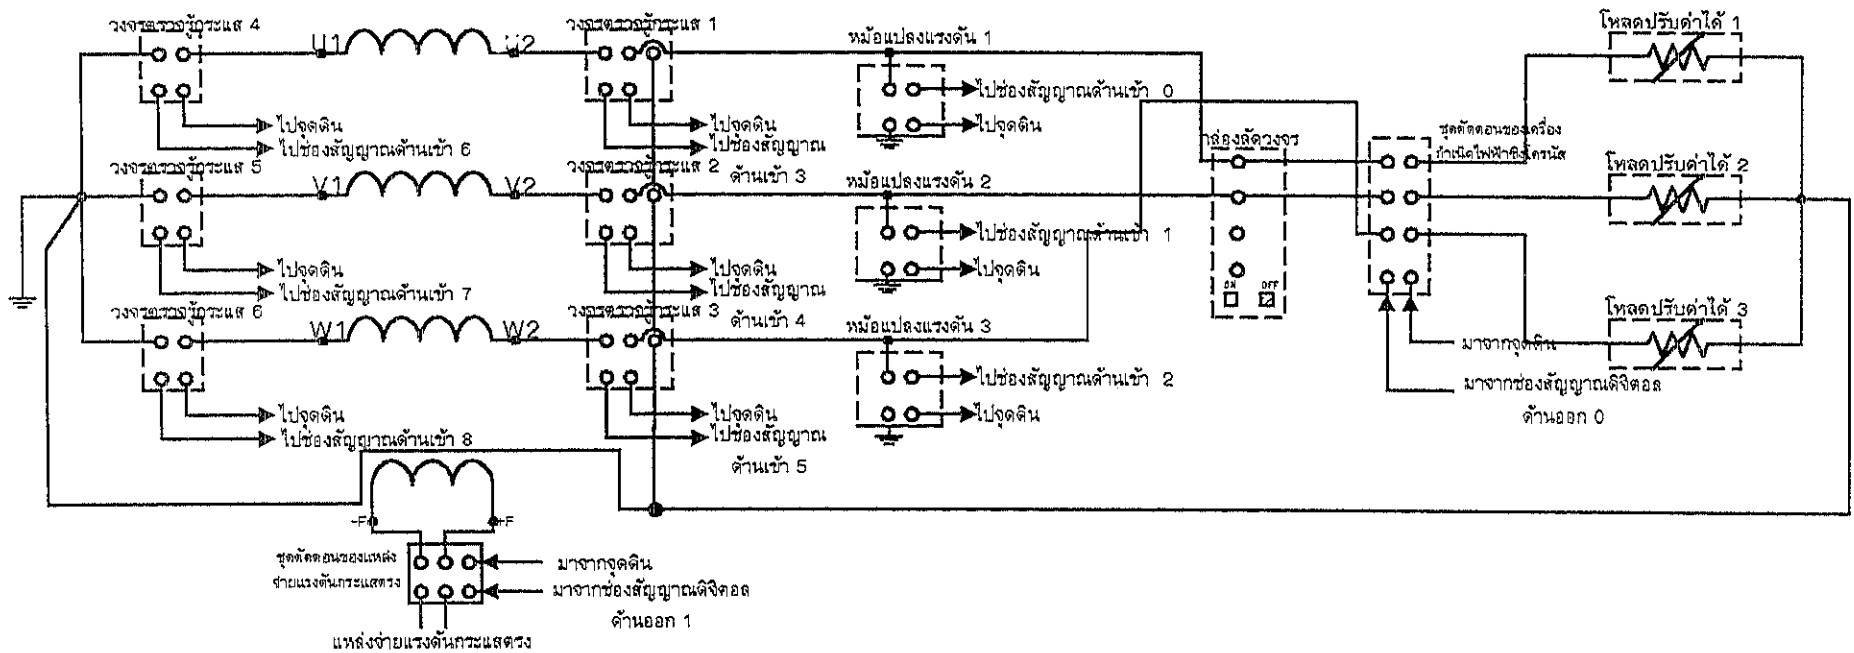 วงจรตรวจรู้กระแส 4
U1
U2
วงจรตรวจรู้กระแส 1
หม้อแปลงแรงดัน 1
โหลดปรับค่าได้ 1
ไปช่องสัญญาณด้านเข้า 0
ไปจุดดิน
ไปจุดดิน
ไปจุดดิน
ไปช่องสัญญาณด้านเข้า 6
ไปช่องสัญญาณ
ด้านเข้า 3
กล่องลัดวงจร
ชุดตัดตอนของเครื่อง
กำเนิดไฟฟ้าซิงโครนัส
วงจรตรวจรู้กระแส 5
V1
V2
วงจรตรวจรู้กระแส 2
หม้อแปลงแรงดัน 2
โหลดปรับค่าได้ 2
ไปช่องสัญญาณด้านเข้า 1
ไปจุดดิน
ไปจุดดิน
ไปจุดดิน
ไปช่องสัญญาณด้านเข้า 7
ไปช่องสัญญาณ
ด้านเข้า 4
ON
OFF
วงจรตรวจรู้กระแส 6
W1
W2
วงจรตรวจรู้กระแส 3
หม้อแปลงแรงดัน 3
โหลดปรับค่าได้ 3
มาจากจุดดิน
ไปช่องสัญญาณด้านเข้า 2
มาจากช่องสัญญาณดิจิตอล
ด้านออก 0
ไปจุดดิน
ไปจุดดิน
ไปจุดดิน
ไปช่องสัญญาณด้านเข้า 8
ไปช่องสัญญาณ
ด้านเข้า 5
-F
+F
ชุดตัดตอนของแหล่ง
จ่ายแรงดันกระแสตรง
มาจากจุดดิน
มาจากช่องสัญญาณดิจิตอล
ด้านออก 1
แหล่งจ่ายแรงดันกระแสตรง